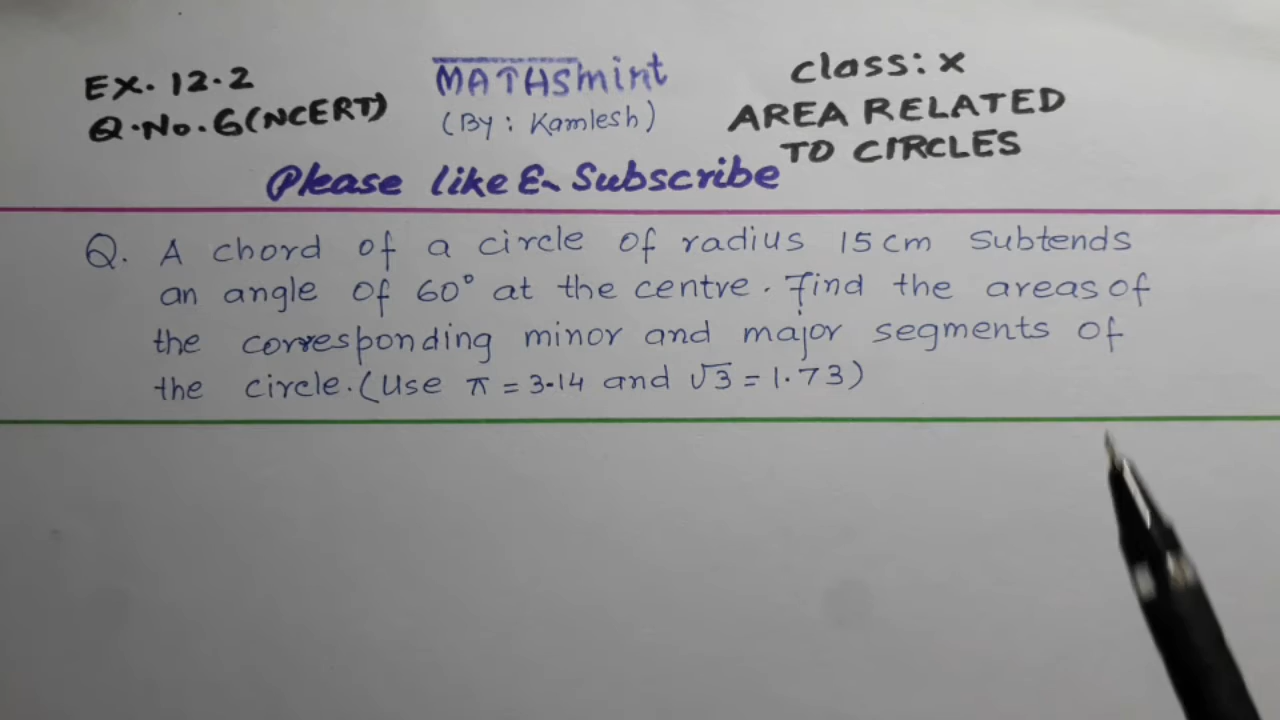 EX. 12.2
Q.No.6(NCERT)
MATHSmint
(By: Kamlesh)
class: x
AREA RELATED
TO CIRCLES
Please like & Subscribe
Q. A chord of a circle of radius 15cm Subtends
an angle of 60° at the centre. Find the areas of
the corresponding minor and major segments of
the circle. (Use π = 3.14 and √3 = 1.73)